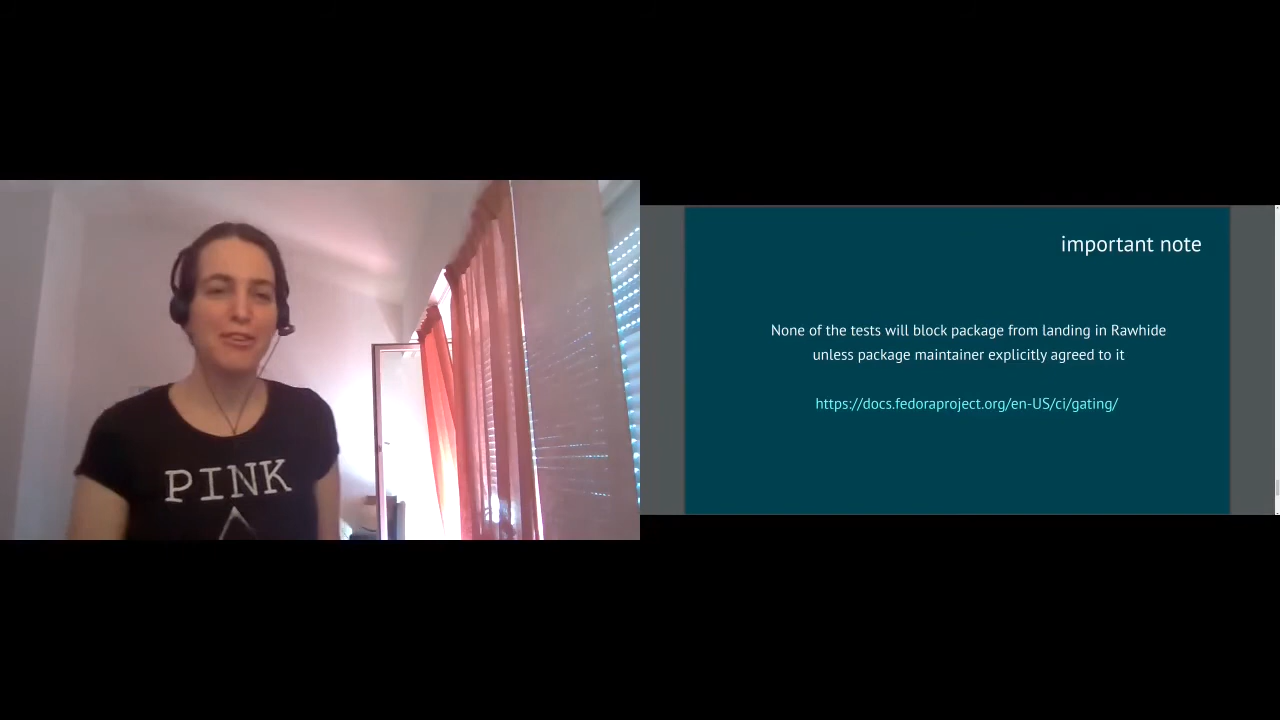 PINK
important note
None of the tests will block package from landing in Rawhide
unless package maintainer explicitly agreed to it
https://docs.fedoraproject.org/en-US/ci/gating/